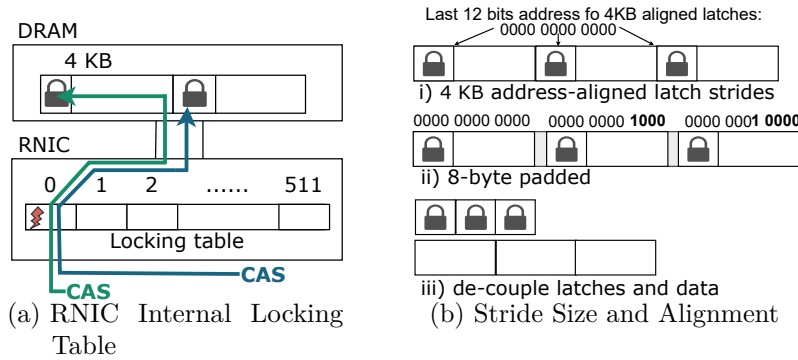 DRAM
4 KB
RNIC
0 1 2 ...... 511
Locking table
CAS
CAS
(a) RNIC Internal Locking
Table
Last 12 bits address fo 4KB aligned latches:
0000 0000 0000
i) 4 KB address-aligned latch strides
0000 0000 0000 0000 0000 1000 0000 0001 0000
ii) 8-byte padded
iii) de-couple latches and data
(b) Stride Size and Alignment